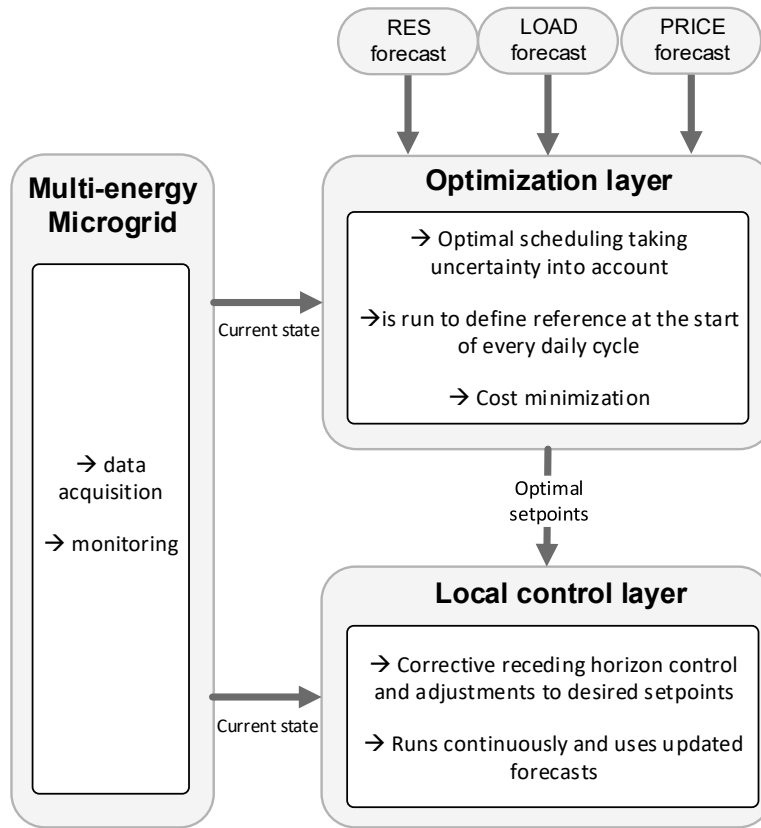 RES
forecast
LOAD
forecast
PRICE
forecast
Multi-energy
Microgrid
→ data
acquisition
→ monitoring
Current state
Current state
Optimization layer
→ Optimal scheduling taking
uncertainty into account
→is run to define reference at the start
of every daily cycle
→ Cost minimization
Optimal
setpoints
Local control layer
→ Corrective receding horizon control
and adjustments to desired setpoints
→ Runs continuously and uses updated
forecasts